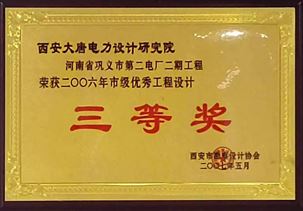 西安大唐电力设计研究院
河南省巩义市第二电厂二期工程
荣获二〇〇六年市级优秀工程设计
三等奖
西安市勘察设计协会
二〇〇七年五月